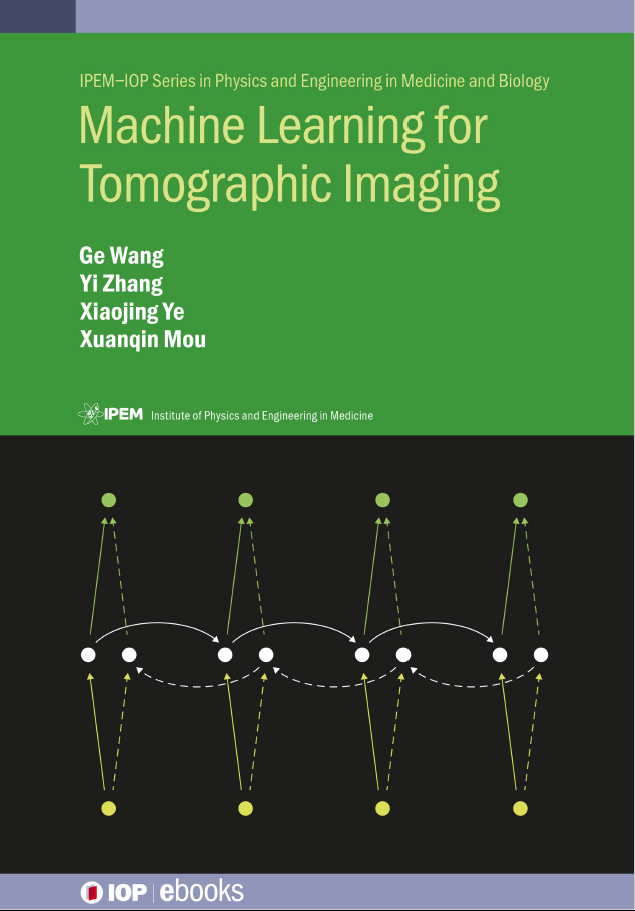 IPEM–IOP Series in Physics and Engineering in Medicine and Biology
Machine Learning for
Tomographic Imaging
Ge Wang
Yi Zhang
Xiaojing Ye
Xuanqin Mou
IPEM Institute of Physics and Engineering in Medicine
IOP | ebooks